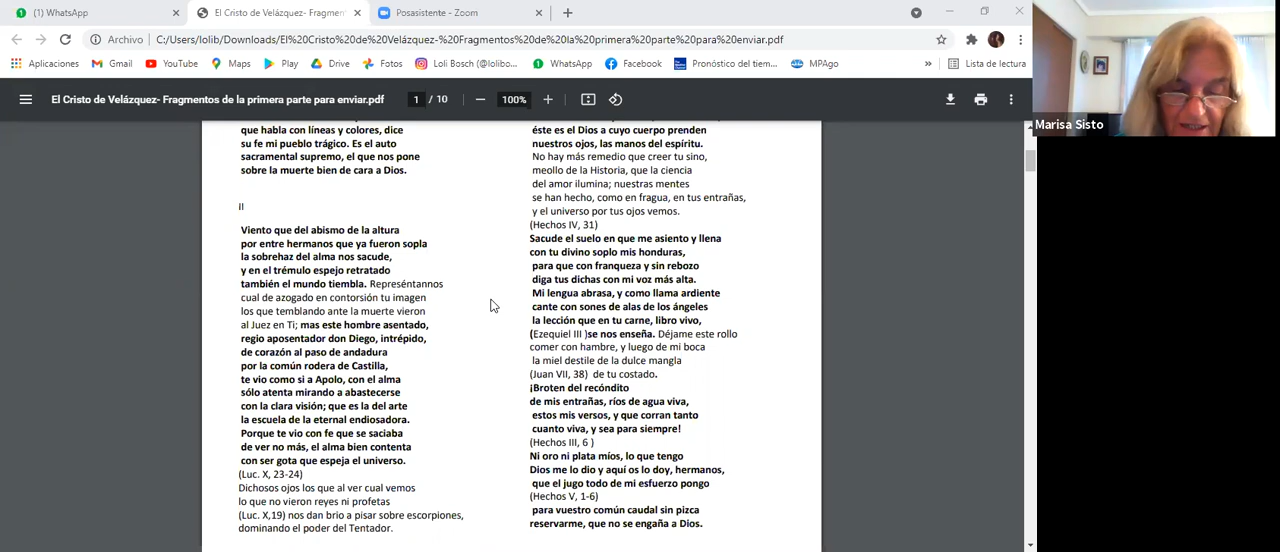 (1) WhatsApp
El Cristo de Velázquez- Fragmen
Posasistente - Zoom
Archivo
C:/Users/lolib/Downloads/El%20Cristo%20de%20Velázquez-%20Fragmentos%20de%20la%20primera%20parte%20para%20enviar.pdf
Aplicaciones
Gmail
YouTube
Maps
Play
Drive
Fotos
Loli Bosch (@lolibo...
WhatsApp
Facebook
Pronóstico del tiem...
MPAgo
»
Lista de lectura
El Cristo de Velázquez- Fragmentos de la primera parte para enviar.pdf
1 / 10
100%
Marisa Sisto
que habla con líneas y colores, dice
su fe mi pueblo trágico. Es el auto
sacramental supremo, el que nos pone
sobre la muerte bien de cara a Dios.
II
Viento que del abismo de la altura
por entre hermanos que ya fueron sopla
la sobrehaz del alma nos sacude,
y en el trémulo espejo retratado
también el mundo tiembla. Represéntannos
cual de azogado en contorsión tu imagen
los que temblando ante la muerte vieron
al Juez en Ti; mas este hombre asentado,
regio aposentador don Diego, intrépido,
de corazón al paso de andadura
por la común rodera de Castilla,
te vio como si a Apolo, con el alma
sólo atenta mirando a abastecerse
con la clara visión; que es la del arte
la escuela de la eternal endiosadora.
Porque te vio con fe que se saciaba
de ver no más, el alma bien contenta
con ser gota que espeja el universo.
(Luc. X, 23-24)
Dichosos ojos los que al ver cual vemos
lo que no vieron reyes ni profetas
(Luc. X,19) nos dan brio a pisar sobre escorpiones,
dominando el poder del Tentador.
éste es el Dios a cuyo cuerpo prenden
nuestros ojos, las manos del espíritu.
No hay más remedio que creer tu sino,
meollo de la Historia, que la ciencia
del amor ilumina; nuestras mentes
se han hecho, como en fragua, en tus entrañas,
y el universo por tus ojos vemos.
(Hechos IV, 31)
Sacude el suelo en que me asiento y llena
con tu divino soplo mis honduras,
para que con franqueza y sin rebozo
diga tus dichas con mi voz más alta.
Mi lengua abrasa, y como llama ardiente
cante con sones de alas de los ángeles
la lección que en tu carne, libro vivo,
(Ezequiel III )se nos enseña. Déjame este rollo
comer con hambre, y luego de mi boca
la miel destile de la dulce mangla
(Juan VII, 38) de tu costado.
¡Broten del recóndito
de mis entrañas, ríos de agua viva,
estos mis versos, y que corran tanto
cuanto viva, y sea para siempre!
(Hechos III, 6 )
Ni oro ni plata míos, lo que tengo
Dios me lo dio y aquí os lo doy, hermanos,
que el jugo todo de mi esfuerzo pongo
(Hechos V, 1-6)
para vuestro común caudal sin pizca
reservarme, que no se engaña a Dios.